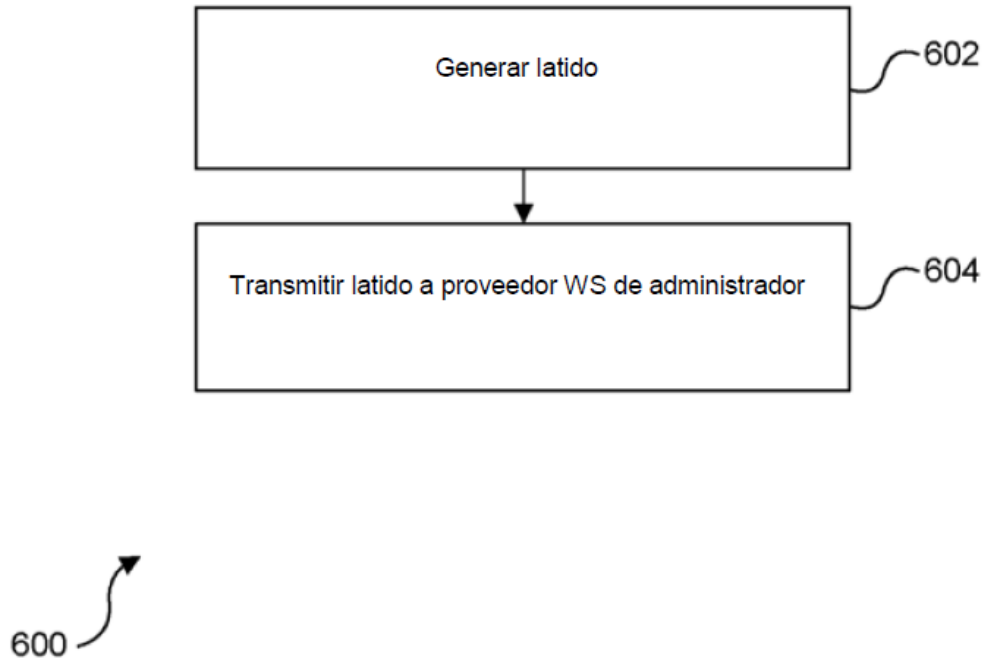 Generar latido
602
Transmitir latido a proveedor WS de administrador
604
600